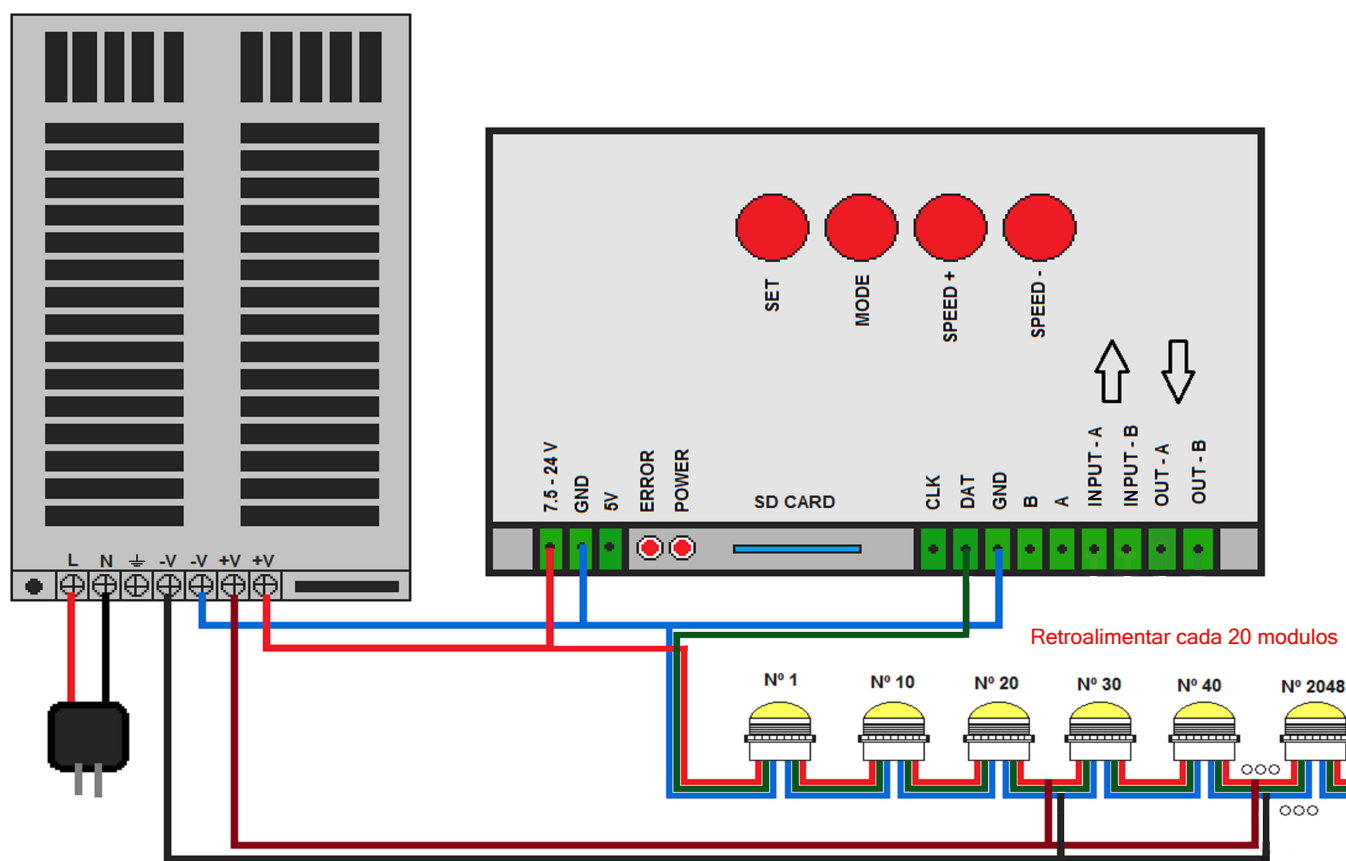 SET
MODE
SPEED +
SPEED -
7.5 - 24 V
GND
5V
ERROR
POWER
SD CARD
CLK
DAT
GND
B
A
INPUT - A
INPUT - B
OUT - A
OUT - B
L N -V -V +V +V
Retroalimentar cada 20 modulos
Nº 1
Nº 10
Nº 20
Nº 30
Nº 40
Nº 2048